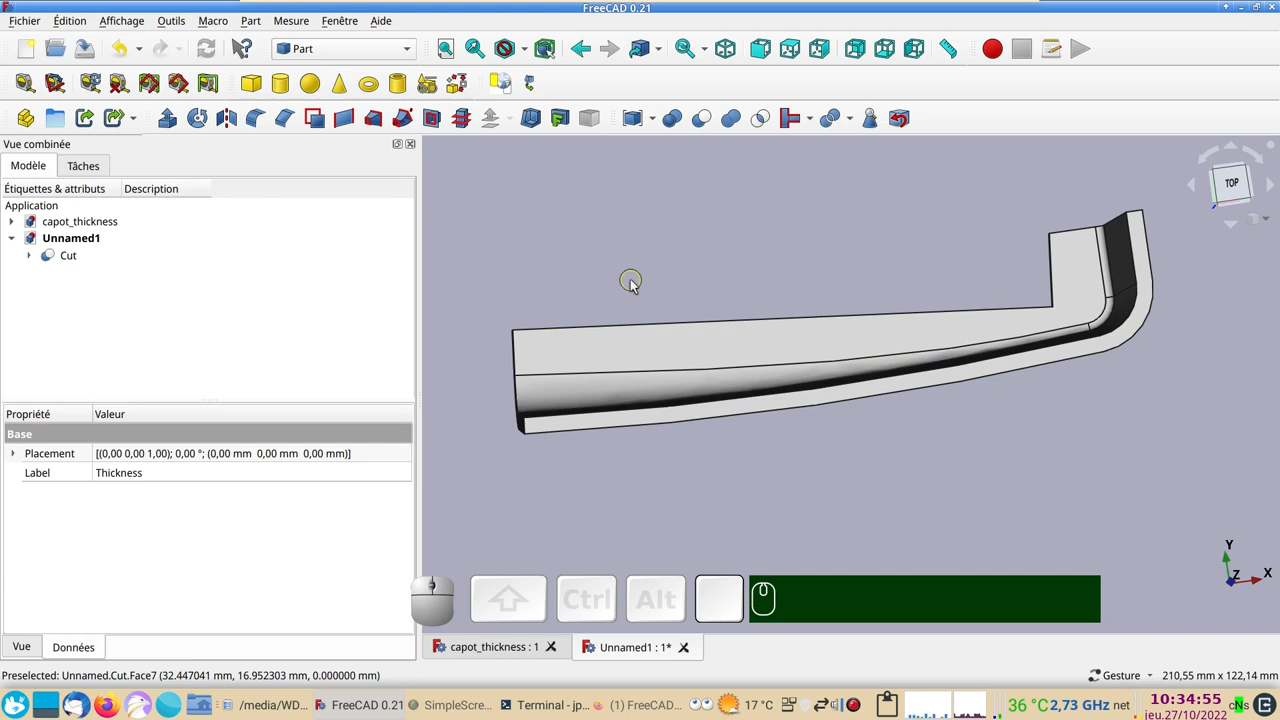 FreeCAD 0.21
Fichier Édition Affichage Outils Macro Part Mesure Fenêtre Aide
Part
Vue combinée
Modèle Tâches
Étiquettes & attributs Description
Application
capot_thickness
Unnamed1
Cut
TOP
Propriété Valeur
Base
Placement [(0,00 0,00 1,00); 0,00 °; (0,00 mm 0,00 mm 0,00 mm)]
Label Thickness
Y
Z X
Ctrl Alt
Vue Données
capot_thickness : 1 Unnamed1 : 1*
Preselected: Unnamed.Cut.Face7 (32.447041 mm, 16.952303 mm, 0.000000 mm) Gesture 210,55 mm x 122,14 mm
/media/WD... FreeCAD 0.21 SimpleScre... Terminal - jp... (1) FreeCAD... 17 °C 36 °C 2,73 GHz net 10:34:55 cNs
jeu.27/10/2022